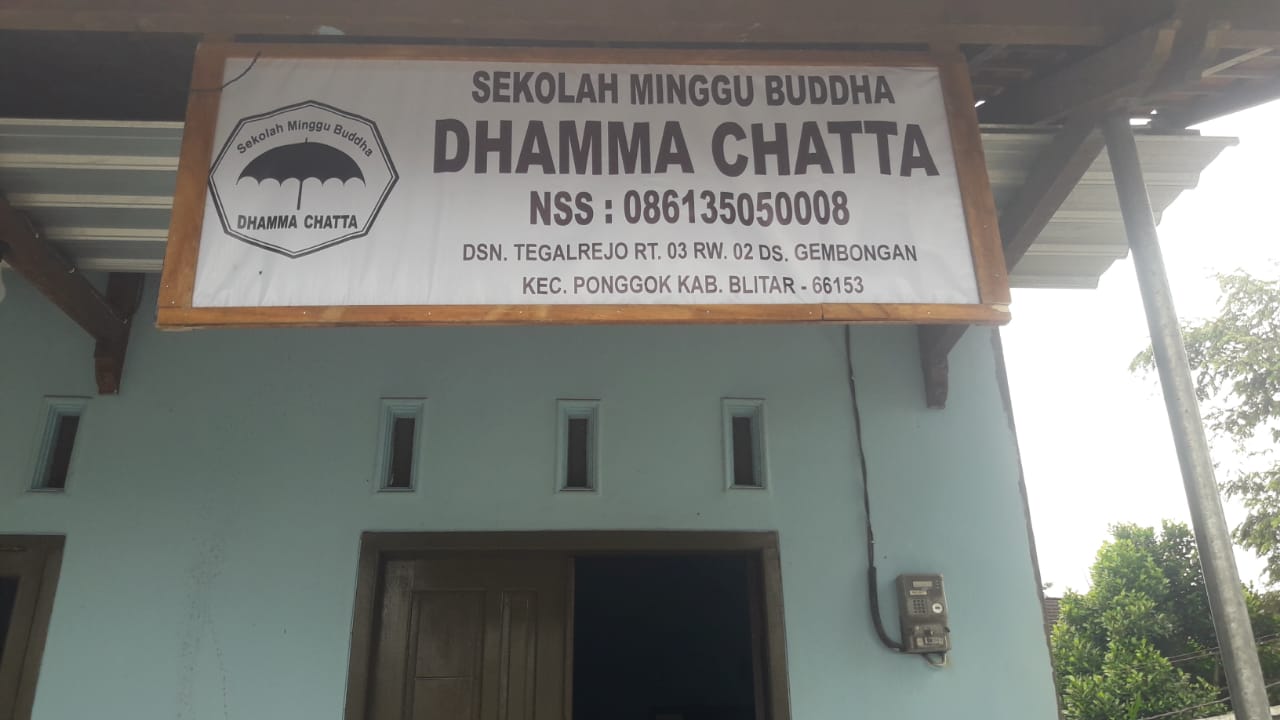 Sekolah Minggu Buddha
DHAMMA CHATTA
SEKOLAH MINGGU BUDDHA
DHAMMA CHATTA
NSS : 086135050008
DSN. TEGALREJO RT. 03 RW. 02 DS. GEMBONGAN
KEC. PONGGOK KAB. BLITAR - 66153